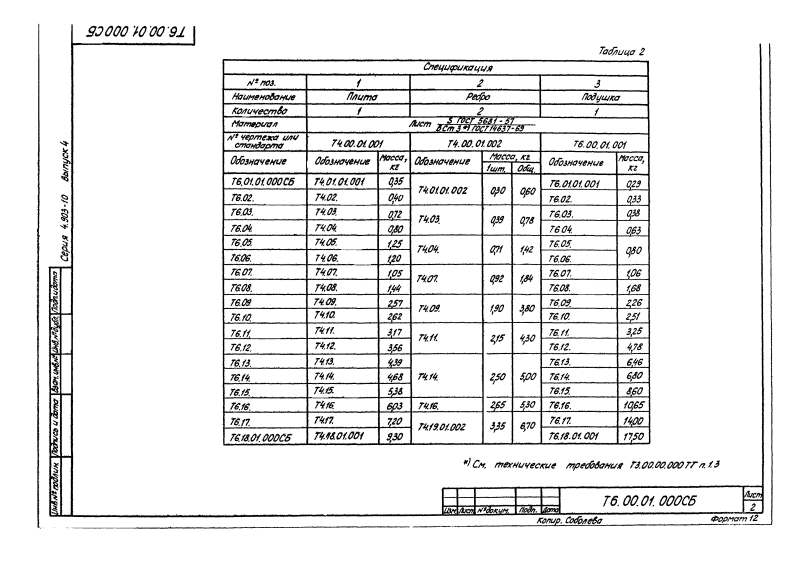 Т6.00.01.000СБ
Таблица 2
Спецификация
№ поз. 1 2 3
Наименование Плита Ребро Подушка
Количество 1 2 1
Материал Лист 5 ГОСТ 5681-57 / ВСт 3 *) ГОСТ 14637-69
№ чертежа или стандарта Т4.00.01.001 Т4.00.01.002 Т6.00.01.001
Обозначение Обозначение Масса, кг Обозначение Масса, кг Обозначение Масса, кг
1шт. Общ.
Т6.01.01.000СБ Т4.01.01.001 0,35 Т4.01.01.002 0,30 0,60 Т6.01.01.001 0,29
Т6.02. Т4.02. 0,40 Т6.02. 0,33
Т6.03. Т4.03. 0,72 Т4.03. 0,39 0,78 Т6.03. 0,38
Т6.04. Т4.04. 0,80 Т6.04. 0,63
Т6.05. Т4.05. 1,25 Т4.04. 0,71 1,42 Т6.05. 0,80
Т6.06. Т4.06. 1,20 Т6.06.
Т6.07. Т4.07. 1,05 Т4.07. 0,92 1,84 Т6.07. 1,06
Т6.08. Т4.08. 1,44 Т6.08. 1,68
Т6.09 Т4.09. 2,57 Т4.09. 1,90 3,80 Т6.09. 2,26
Т6.10. Т4.10. 2,62 Т6.10. 2,51
Т6.11. Т4.11. 3,17 Т4.11. 2,15 4,30 Т6.11. 3,25
Т6.12. Т4.12. 3,56 Т6.12. 4,78
Т6.13. Т4.13. 4,39 Т4.14. 2,50 5,00 Т6.13. 6,46
Т6.14. Т4.14. 4,68 Т6.14. 6,80
Т6.15. Т4.15. 5,38 Т6.15. 8,60
Т6.16. Т4.16. 6,03 Т4.16. 2,65 5,30 Т6.16. 10,65
Т6.17. Т4.17. 7,20 Т4.19.01.002 3,35 6,70 Т6.17. 14,00
Т6.18.01.000СБ Т4.18.01.001 9,30 Т6.18.01.001 17,50
*) См. технические требования Т3.00.00.000 ТТ п.1.3
Изм. Лист № докум. Подп. Дата
Т6.00.01.000СБ
Лист
2
Копир. Соболева
Формат 12
Серия 4.903-10 Выпуск 4
Инв.№ подлин. Подпись и дата Взам. инв.№ Инв.№ дубл. Подп. и дата